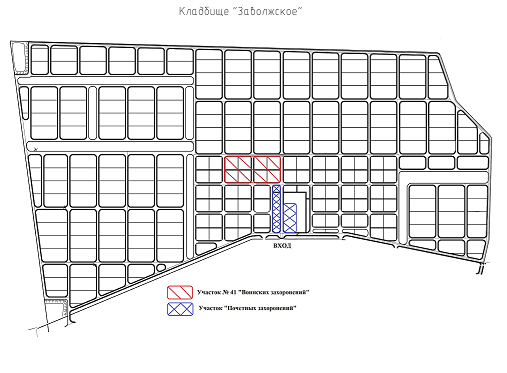 Кладбище "Заволжское"
ВХОД
Участок № 41 "Воинских захоронений"
Участок "Почетных захоронений"